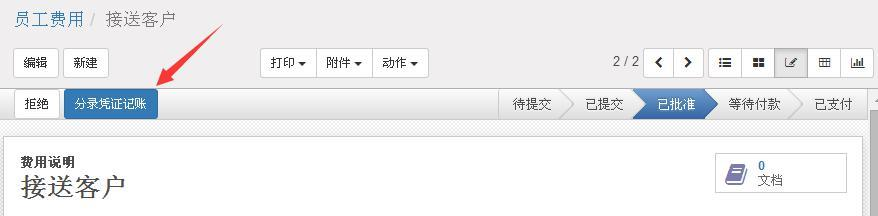 员工费用 / 接送客户
编辑 新建 打印 附件 动作 2 / 2
拒绝 分录凭证记账 待提交 已提交 已批准 等待付款 已支付
费用说明
接送客户
0
文档